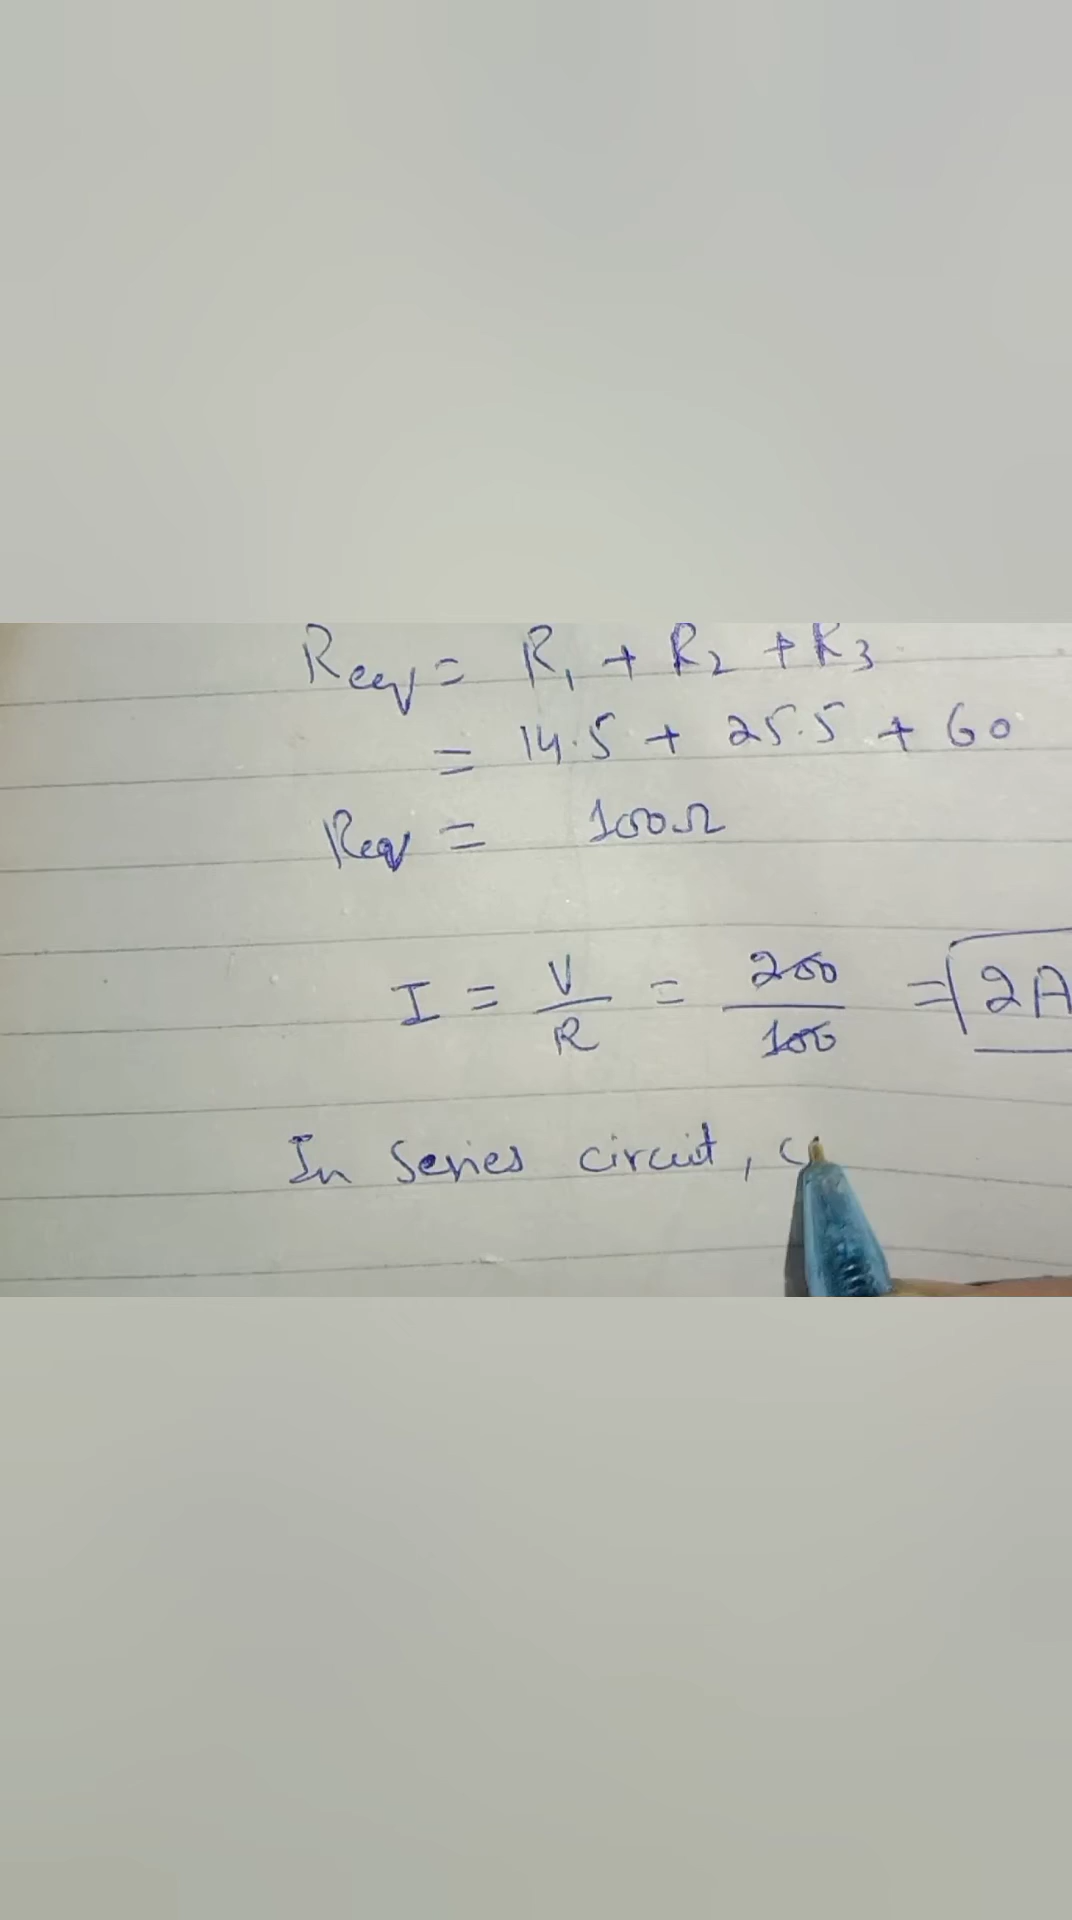 Req = R1 + R2 + R3
= 14.5 + 25.5 + 60
Req = 100Ω
I = V/R = 200/100 = 2A
In Series circuit, c